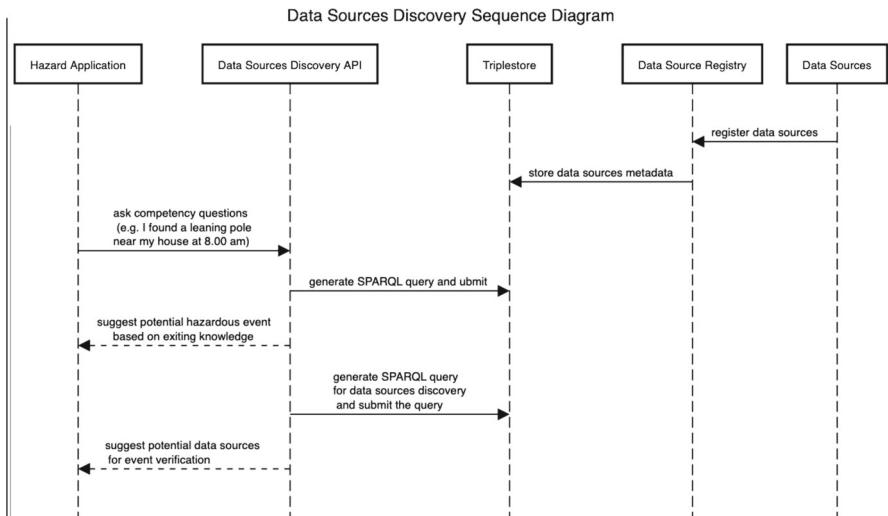 Data Sources Discovery Sequence Diagram
Hazard Application
Data Sources Discovery API
Triplestore
Data Source Registry
Data Sources
register data sources
store data sources metadata
ask competency questions
(e.g. I found a leaning pole
near my house at 8.00 am)
generate SPARQL query and ubmit
suggest potential hazardous event
based on exiting knowledge
generate SPARQL query
for data sources discovery
and submit the query
suggest potential data sources
for event verification